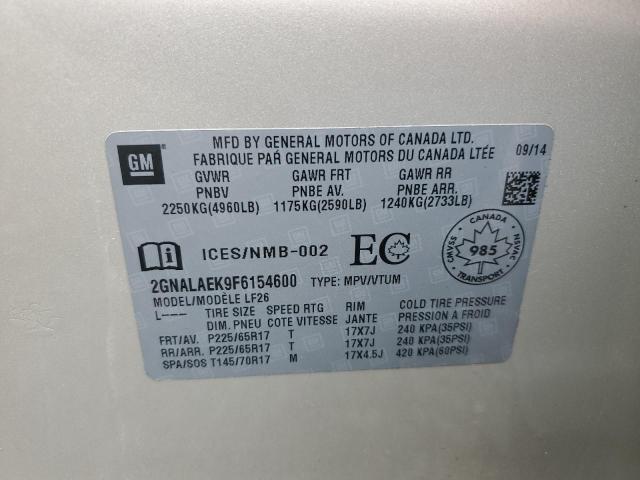 GM
MFD BY GENERAL MOTORS OF CANADA LTD.
FABRIQUE PAR GENERAL MOTORS DU CANADA LTÉE
09/14
GVWR GAWR FRT GAWR RR
PNBV PNBE AV. PNBE ARR.
2250KG(4960LB) 1175KG(2590LB) 1240KG(2733LB)
ICES/NMB-002 EC
CANADA
CMVSS 985 NSVAC
TRANSPORT
2GNALAEK9F6154600 TYPE: MPV/VTUM
MODEL/MODÈLE LF26
L--- TIRE SIZE SPEED RTG RIM COLD TIRE PRESSURE
DIM. PNEU COTE VITESSE JANTE PRESSION A FROID
FRT/AV. P225/65R17 T 17X7J 240 KPA(35PSI)
RR/ARR. P225/65R17 T 17X7J 240 KPA(35PSI)
SPA/SOS T145/70R17 M 17X4.5J 420 KPA(60PSI)